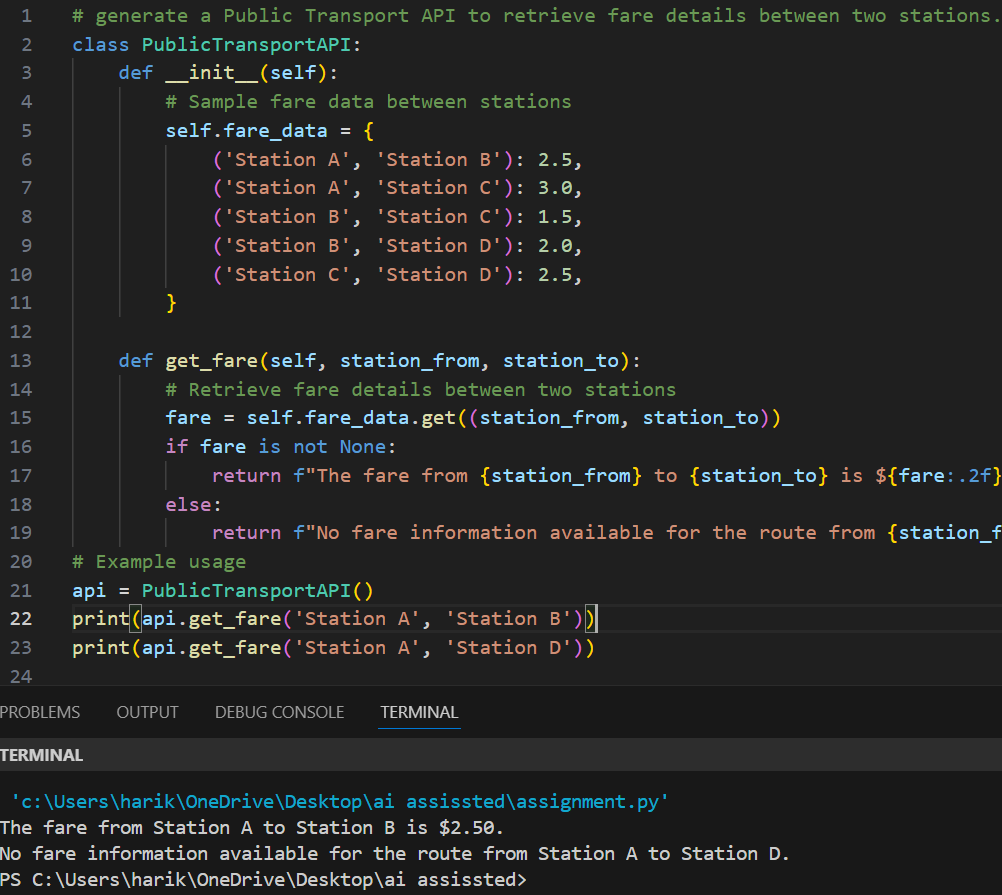 1 # generate a Public Transport API to retrieve fare details between two stations.
2 class PublicTransportAPI:
3     def __init__(self):
4         # Sample fare data between stations
5         self.fare_data = {
6             ('Station A', 'Station B'): 2.5,
7             ('Station A', 'Station C'): 3.0,
8             ('Station B', 'Station C'): 1.5,
9             ('Station B', 'Station D'): 2.0,
10             ('Station C', 'Station D'): 2.5,
11         }
12
13     def get_fare(self, station_from, station_to):
14         # Retrieve fare details between two stations
15         fare = self.fare_data.get((station_from, station_to))
16         if fare is not None:
17             return f"The fare from {station_from} to {station_to} is ${fare:.2f}
18         else:
19             return f"No fare information available for the route from {station_f
20 # Example usage
21 api = PublicTransportAPI()
22 print(api.get_fare('Station A', 'Station B'))
23 print(api.get_fare('Station A', 'Station D'))
24
PROBLEMS OUTPUT DEBUG CONSOLE TERMINAL
TERMINAL
'c:\Users\harik\OneDrive\Desktop\ai assissted\assignment.py'
The fare from Station A to Station B is $2.50.
No fare information available for the route from Station A to Station D.
PS C:\Users\harik\OneDrive\Desktop\ai assissted>